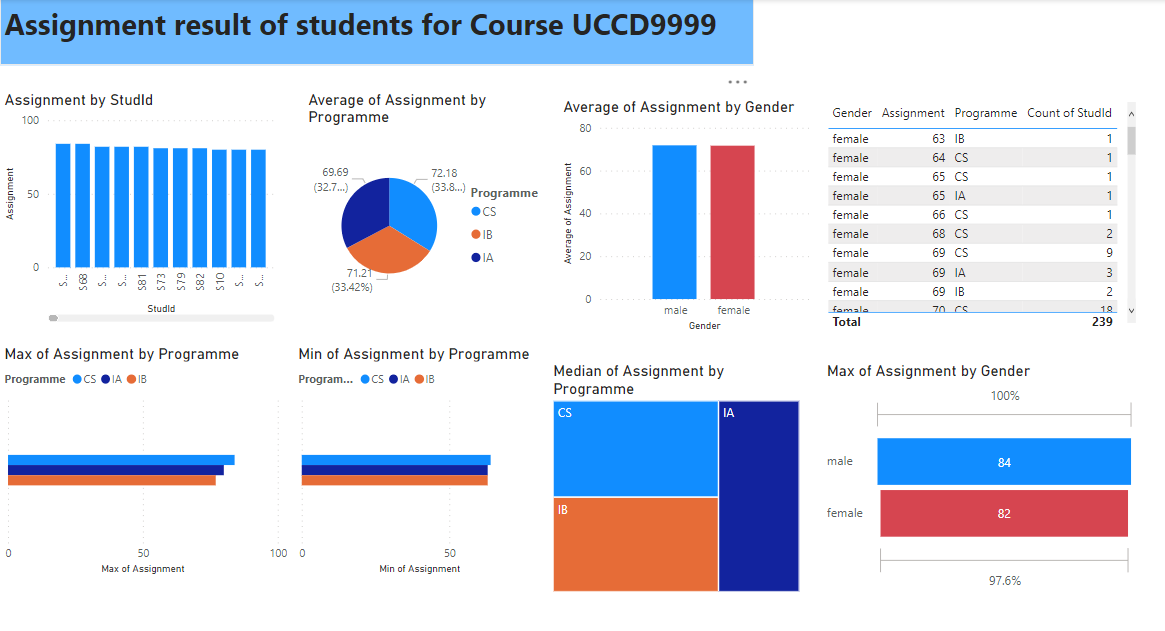 Assignment result of students for Course UCCD9999
Assignment by StudId
100
50
0
Assignment
S...
S68
S...
S...
S81
S73
S79
S82
S10
S...
S...
StudId
Average of Assignment by
Programme
69.69
(32.7...)
72.18
(33.8...)
71.21
(33.42%)
Programme
CS
IB
IA
Average of Assignment by Gender
80
60
40
20
0
Average of Assignment
male
female
Gender
Gender Assignment Programme Count of StudId
female 63 IB 1
female 64 CS 1
female 65 CS 1
female 65 IA 1
female 66 CS 1
female 68 CS 2
female 69 CS 9
female 69 IA 3
female 69 IB 2
female 70 CS 18
Total 239
Max of Assignment by Programme
Programme CS IA IB
0 50 100
Max of Assignment
Min of Assignment by Programme
Program... CS IA IB
0 50
Min of Assignment
Median of Assignment by
Programme
CS
IA
IB
Max of Assignment by Gender
100%
male 84
female 82
97.6%